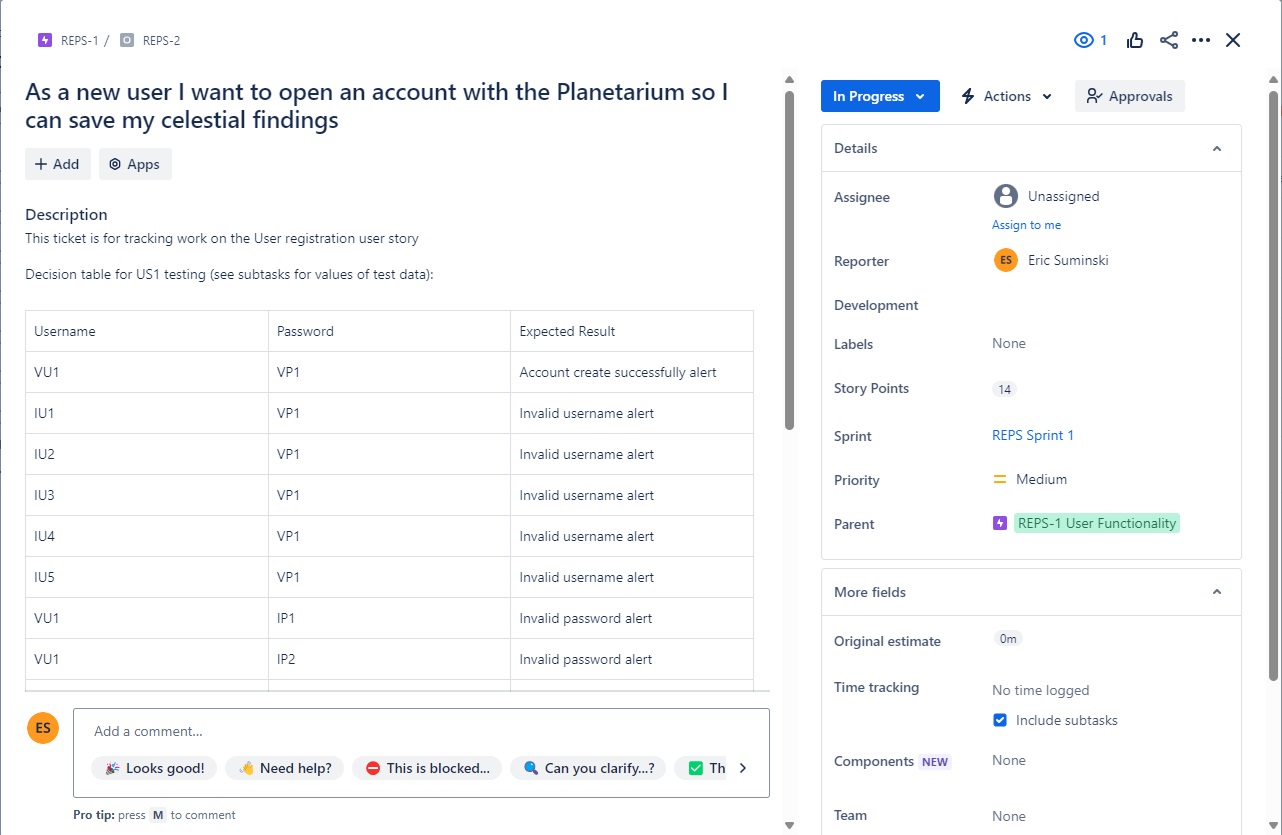 REPS-1 / REPS-2
1
As a new user I want to open an account with the Planetarium so I
can save my celestial findings
Add Apps
Description
This ticket is for tracking work on the User registration user story
Decision table for US1 testing (see subtasks for values of test data):
Username Password Expected Result
VU1 VP1 Account create successfully alert
IU1 VP1 Invalid username alert
IU2 VP1 Invalid username alert
IU3 VP1 Invalid username alert
IU4 VP1 Invalid username alert
IU5 VP1 Invalid username alert
VU1 IP1 Invalid password alert
VU1 IP2 Invalid password alert
ES
Add a comment...
Looks good! Need help? This is blocked... Can you clarify...? Th
Pro tip: press M to comment
In Progress Actions Approvals
Details
Assignee Unassigned
Assign to me
Reporter ES Eric Suminski
Development
Labels None
Story Points 14
Sprint REPS Sprint 1
Priority Medium
Parent REPS-1 User Functionality
More fields
Original estimate 0m
Time tracking No time logged
Include subtasks
Components NEW None
Team None